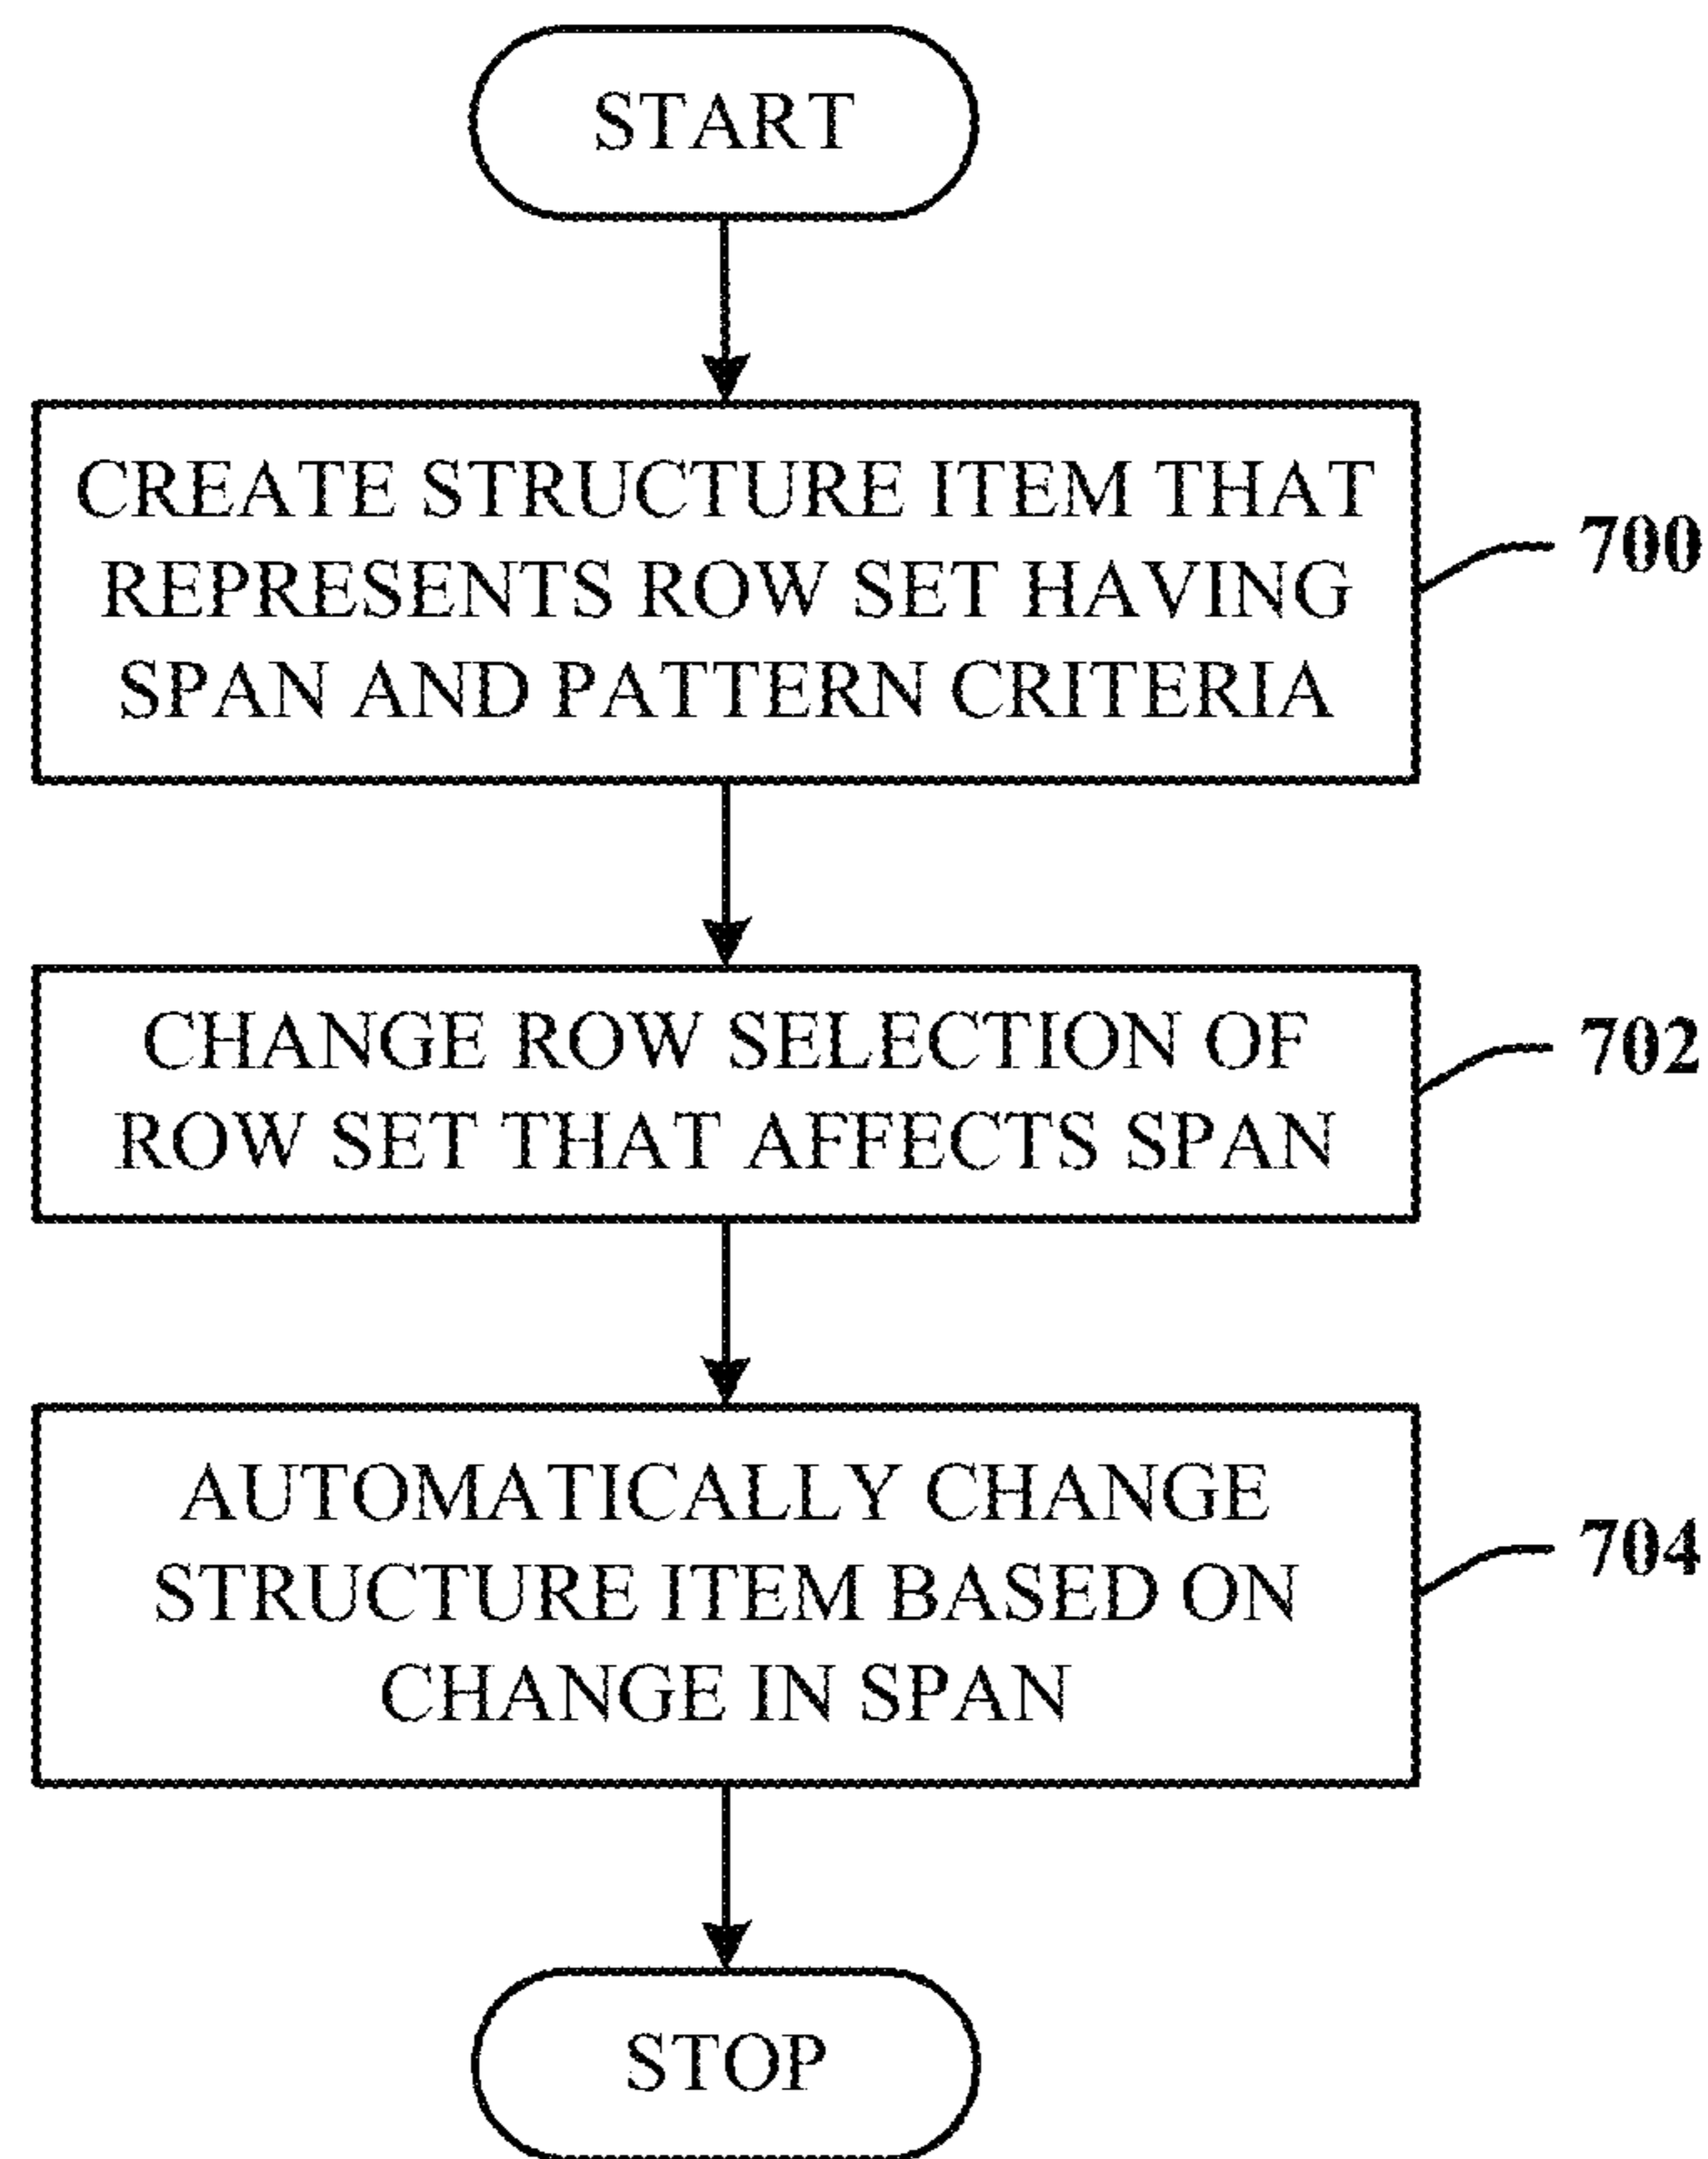 START
CREATE STRUCTURE ITEM THAT
REPRESENTS ROW SET HAVING
SPAN AND PATTERN CRITERIA
700
CHANGE ROW SELECTION OF
ROW SET THAT AFFECTS SPAN
702
AUTOMATICALLY CHANGE
STRUCTURE ITEM BASED ON
CHANGE IN SPAN
704
STOP